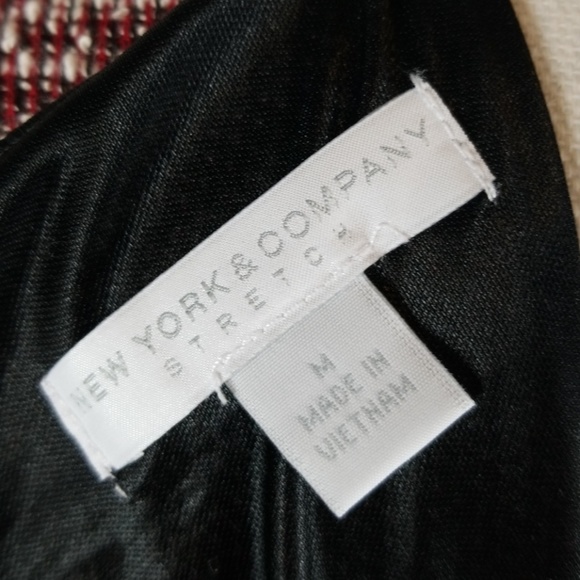 NEW YORK & COMPANY
STRETCH
M
MADE IN
VIETNAM